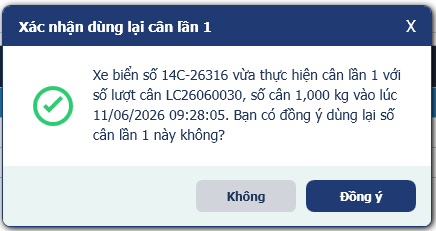 Xác nhận dùng lại cân lần 1 X
Xe biển số 14C-26316 vừa thực hiện cân lần 1 với
số lượt cân LC26060030, số cân 1,000 kg vào lúc
11/06/2026 09:28:05. Bạn có đồng ý dùng lại số
cân lần 1 này không?
Không Đồng ý